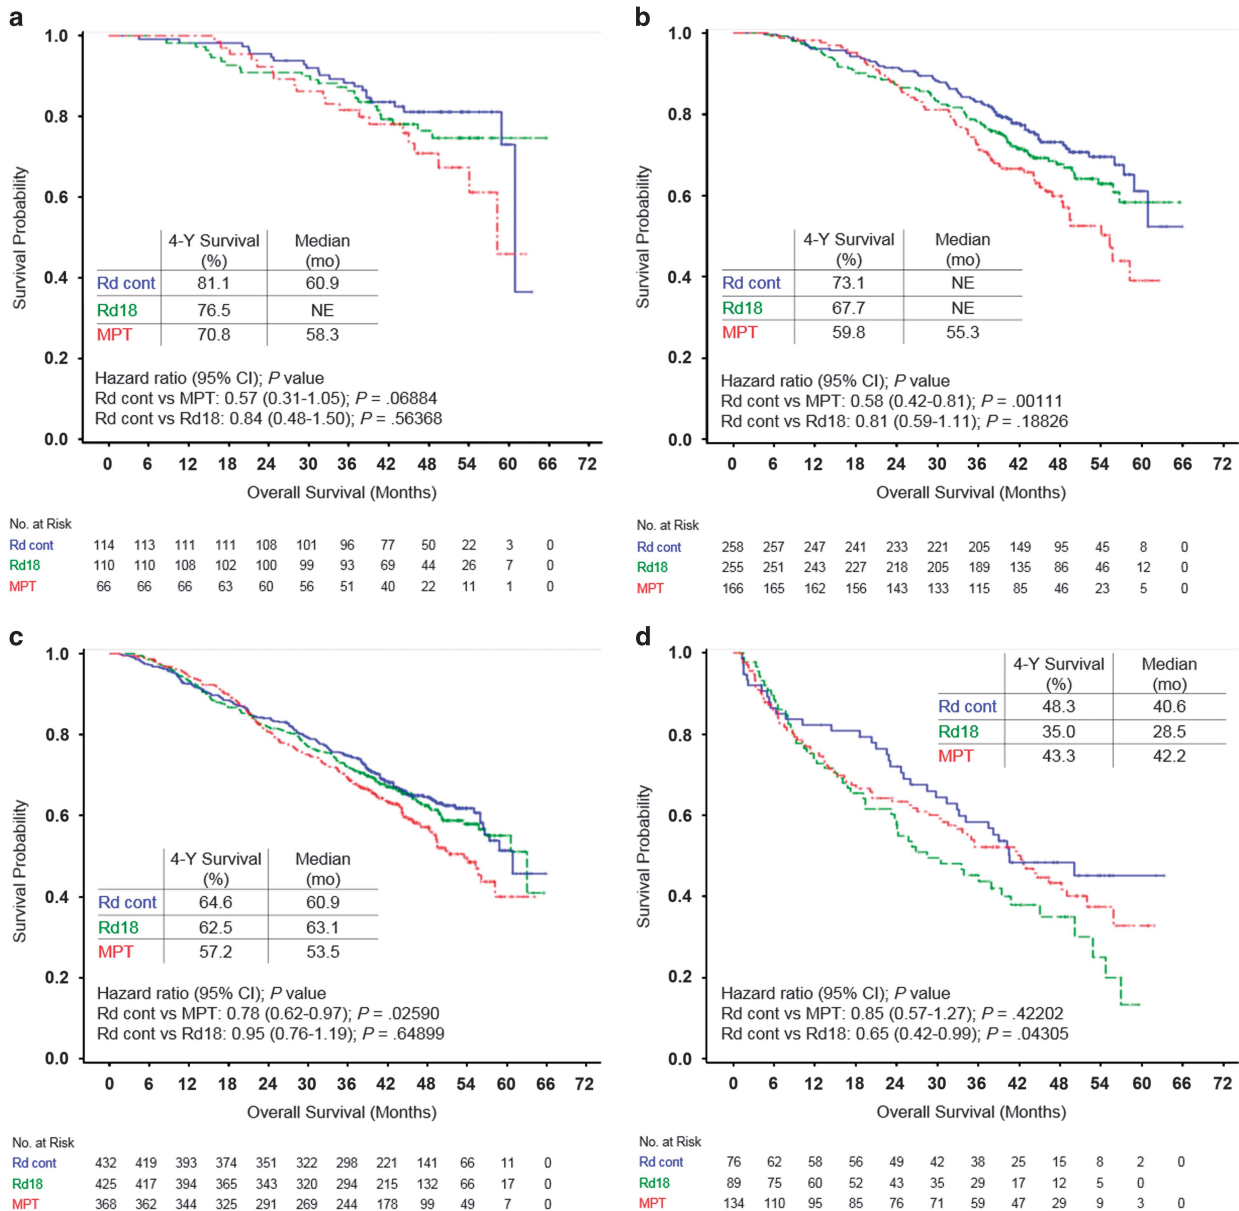 a
1.0
0.8
0.6
0.4
0.2
0.0
Survival Probability
4-Y Survival (%) Median (mo)
Rd cont 81.1 60.9
Rd18 76.5 NE
MPT 70.8 58.3
Hazard ratio (95% CI); P value
Rd cont vs MPT: 0.57 (0.31-1.05); P = .06884
Rd cont vs Rd18: 0.84 (0.48-1.50); P = .56368
0 6 12 18 24 30 36 42 48 54 60 66 72
Overall Survival (Months)
No. at Risk
Rd cont 114 113 111 111 108 101 96 77 50 22 3 0
Rd18 110 110 108 102 100 99 93 69 44 26 7 0
MPT 66 66 66 63 60 56 51 40 22 11 1 0
b
1.0
0.8
0.6
0.4
0.2
0.0
Survival Probability
4-Y Survival (%) Median (mo)
Rd cont 73.1 NE
Rd18 67.7 NE
MPT 59.8 55.3
Hazard ratio (95% CI); P value
Rd cont vs MPT: 0.58 (0.42-0.81); P = .00111
Rd cont vs Rd18: 0.81 (0.59-1.11); P = .18826
0 6 12 18 24 30 36 42 48 54 60 66 72
Overall Survival (Months)
No. at Risk
Rd cont 258 257 247 241 233 221 205 149 95 45 8 0
Rd18 255 251 243 227 218 205 189 135 86 46 12 0
MPT 166 165 162 156 143 133 115 85 46 23 5 0
c
1.0
0.8
0.6
0.4
0.2
0.0
Survival Probability
4-Y Survival (%) Median (mo)
Rd cont 64.6 60.9
Rd18 62.5 63.1
MPT 57.2 53.5
Hazard ratio (95% CI); P value
Rd cont vs MPT: 0.78 (0.62-0.97); P = .02590
Rd cont vs Rd18: 0.95 (0.76-1.19); P = .64899
0 6 12 18 24 30 36 42 48 54 60 66 72
Overall Survival (Months)
No. at Risk
Rd cont 432 419 393 374 351 322 298 221 141 66 11 0
Rd18 425 417 394 365 343 320 294 215 132 66 17 0
MPT 368 362 344 325 291 269 244 178 99 49 7 0
d
1.0
0.8
0.6
0.4
0.2
0.0
Survival Probability
4-Y Survival (%) Median (mo)
Rd cont 48.3 40.6
Rd18 35.0 28.5
MPT 43.3 42.2
Hazard ratio (95% CI); P value
Rd cont vs MPT: 0.85 (0.57-1.27); P = .42202
Rd cont vs Rd18: 0.65 (0.42-0.99); P = .04305
0 6 12 18 24 30 36 42 48 54 60 66 72
Overall Survival (Months)
No. at Risk
Rd cont 76 62 58 56 49 42 38 25 15 8 2 0
Rd18 89 75 60 52 43 35 29 17 12 5 0
MPT 134 110 95 85 76 71 59 47 29 9 3 0